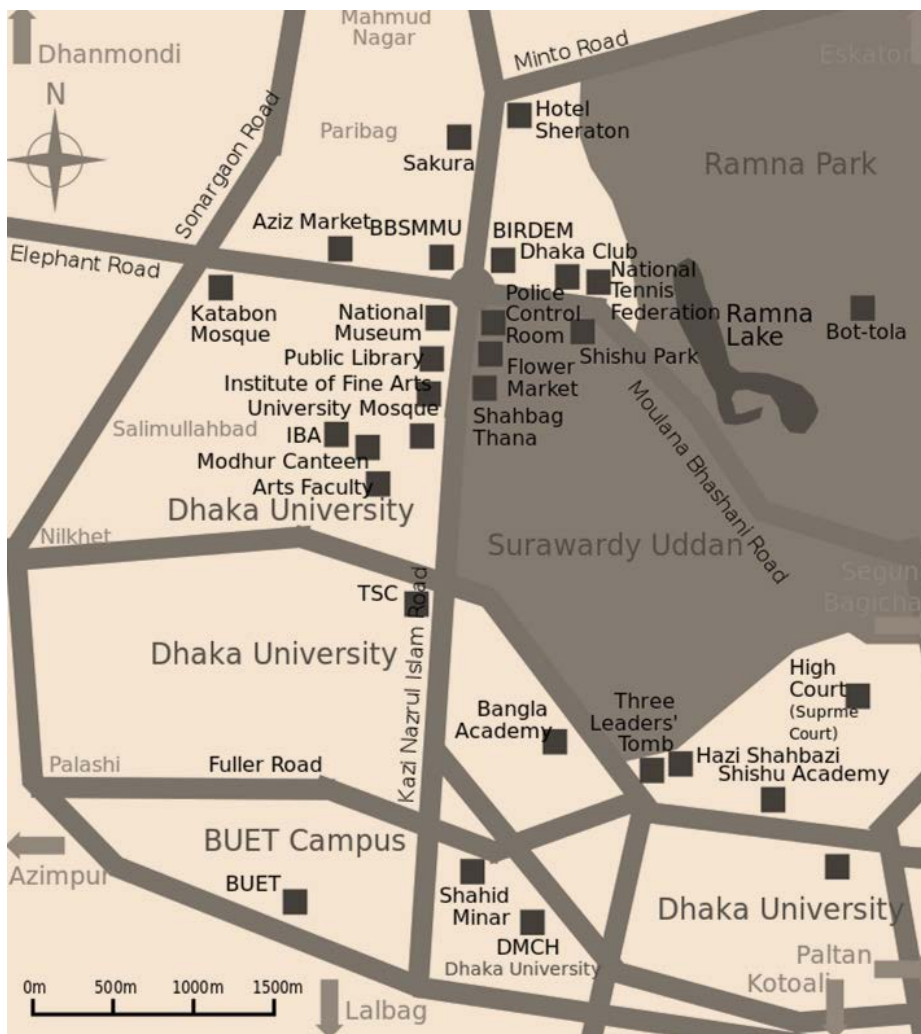 Mahmud
Nagar
Dhanmondi
Minto Road
Eskaton
N
Hotel
Sheraton
Paribag
Sakura
Ramna Park
Sonargaon Road
Aziz Market
BBSMMU
BIRDEM
Dhaka Club
Elephant Road
National
Tennis
Federation
Katabon
Mosque
National
Museum
Police
Control
Room
Ramna
Lake
Bot-tola
Shishu Park
Public Library
Flower
Market
Institute of Fine Arts
University Mosque
Shahbag
Thana
Moulana Bhashani Road
Salimullahbad
IBA
Modhur Canteen
Arts Faculty
Dhaka University
Nilkhet
Surawardy Uddan
Segun
Bagicha
TSC
Kazi Nazrul Islam Road
Dhaka University
High
Court
(Suprme
Court)
Bangla
Academy
Three
Leaders'
Tomb
Hazi Shahbazi
Shishu Academy
Palashi
Fuller Road
BUET Campus
Azimpur
BUET
Shahid
Minar
Dhaka University
DMCH
Dhaka University
Paltan
Kotoali
0m 500m 1000m 1500m
Lalbag